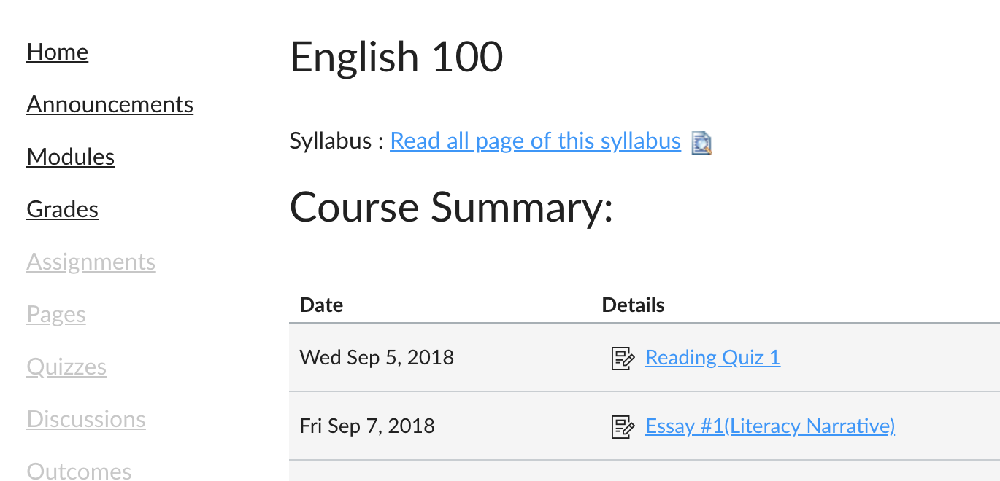 Home
Announcements
Modules
Grades
Assignments
Pages
Quizzes
Discussions
Outcomes
English 100
Syllabus : Read all page of this syllabus
Course Summary:
Date Details
Wed Sep 5, 2018 Reading Quiz 1
Fri Sep 7, 2018 Essay #1(Literacy Narrative)